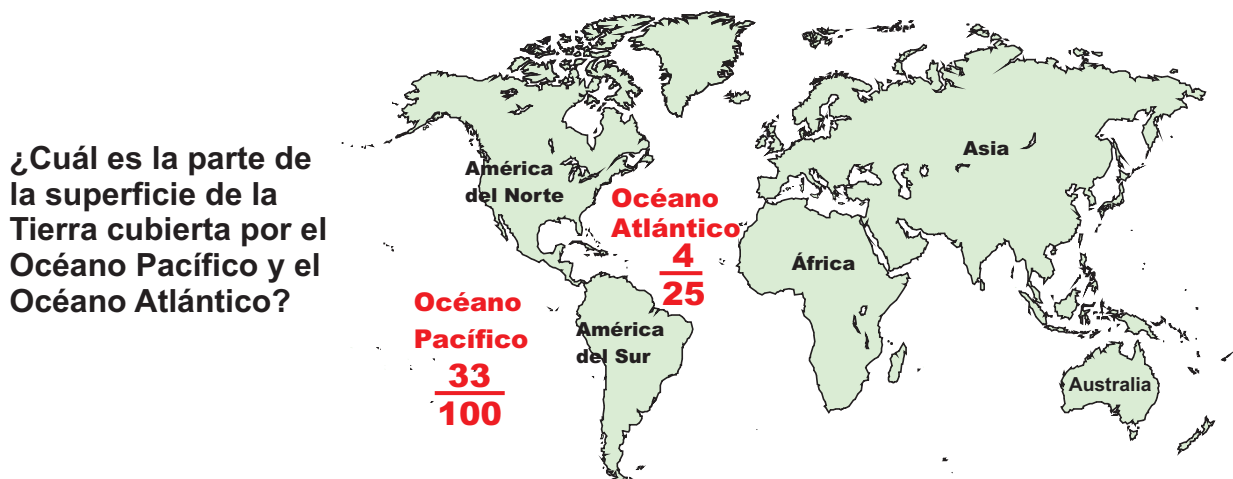 ¿Cuál es la parte de
la superficie de la
Tierra cubierta por el
Océano Pacífico y el
Océano Atlántico?
América
del Norte
Océano
Atlántico
4
25
Asia
África
Océano
Pacífico
33
100
América
del Sur
Australia